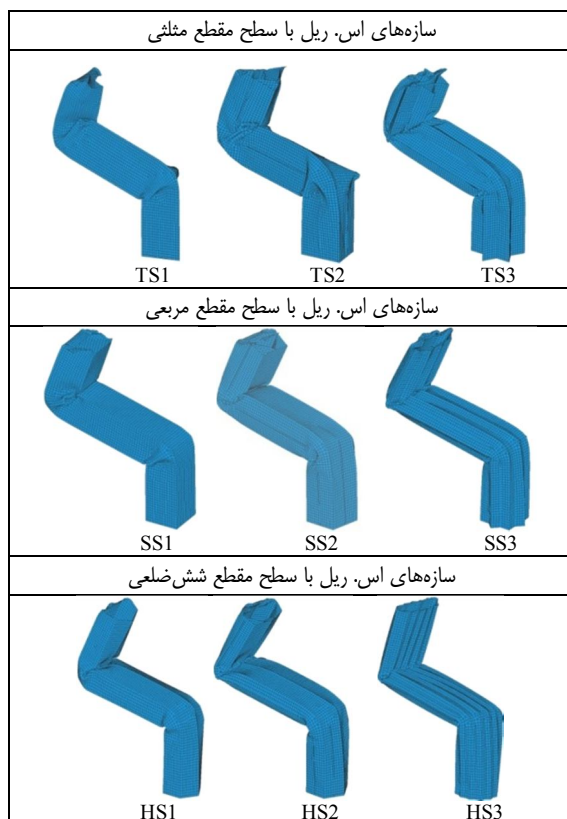 سازه‌های اس. ریل با سطح مقطع مثلثی
TS1 TS2 TS3
سازه‌های اس. ریل با سطح مقطع مربعی
SS1 SS2 SS3
سازه‌های اس. ریل با سطح مقطع شش‌ضلعی
HS1 HS2 HS3